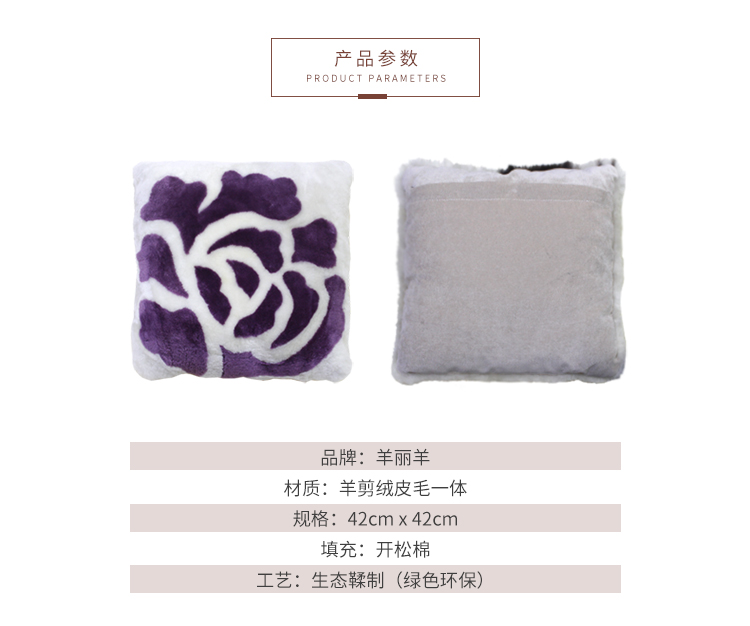 产品参数
PRODUCT PARAMETERS
品牌：羊丽羊
材质：羊剪绒皮毛一体
规格：42cm x 42cm
填充：开松棉
工艺：生态鞣制（绿色环保）